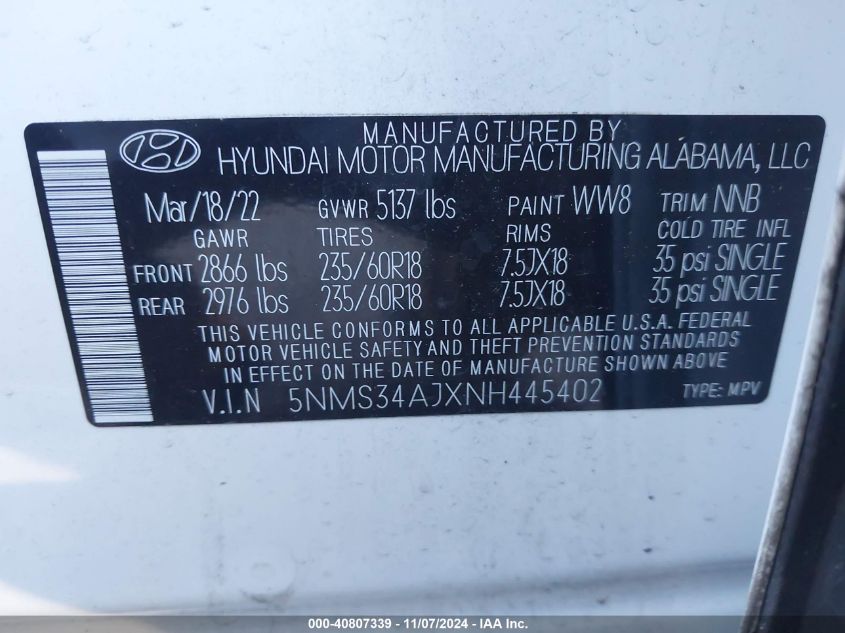 MANUFACTURED BY
HYUNDAI MOTOR MANUFACTURING ALABAMA, LLC
Mar/18/22 GVWR 5137 lbs PAINT WW8 TRIM NNB
GAWR TIRES RIMS COLD TIRE INFL
FRONT 2866 lbs 235/60R18 7.5JX18 35 psi SINGLE
REAR 2976 lbs 235/60R18 7.5JX18 35 psi SINGLE
THIS VEHICLE CONFORMS TO ALL APPLICABLE U.S.A. FEDERAL
MOTOR VEHICLE SAFETY AND THEFT PREVENTION STANDARDS
IN EFFECT ON THE DATE OF MANUFACTURE SHOWN ABOVE
V.I.N 5NMS34AJXNH445402 TYPE: MPV
000-40807339 - 11/07/2024 - IAA Inc.